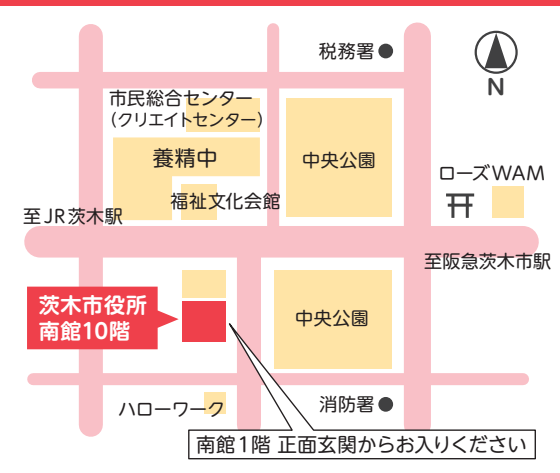 税務署
N
市民総合センター
(クリエイトセンター)
養精中
中央公園
ローズWAM
福祉文化会館
至JR茨木駅
至阪急茨木市駅
茨木市役所
南館10階
中央公園
ハローワーク
消防署
南館1階 正面玄関からお入りください